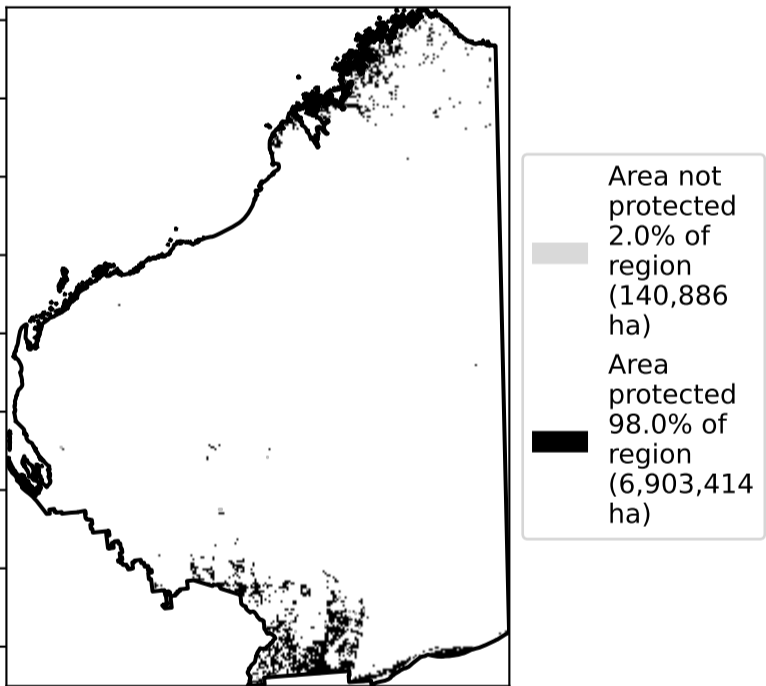 Area not
protected
2.0% of
region
(140,886
ha)
Area
protected
98.0% of
region
(6,903,414
ha)